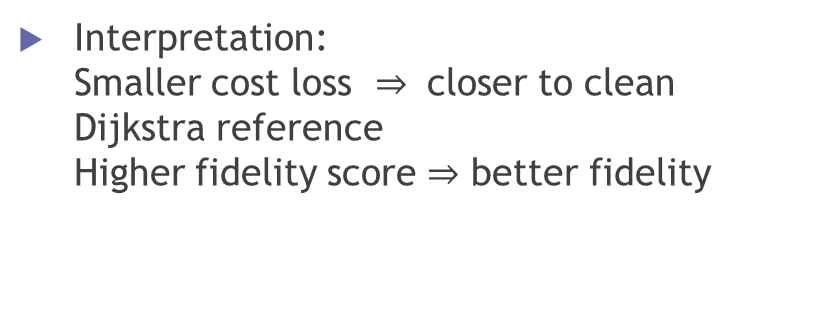 Interpretation:
Smaller cost loss ⇒ closer to clean
Dijkstra reference
Higher fidelity score ⇒ better fidelity